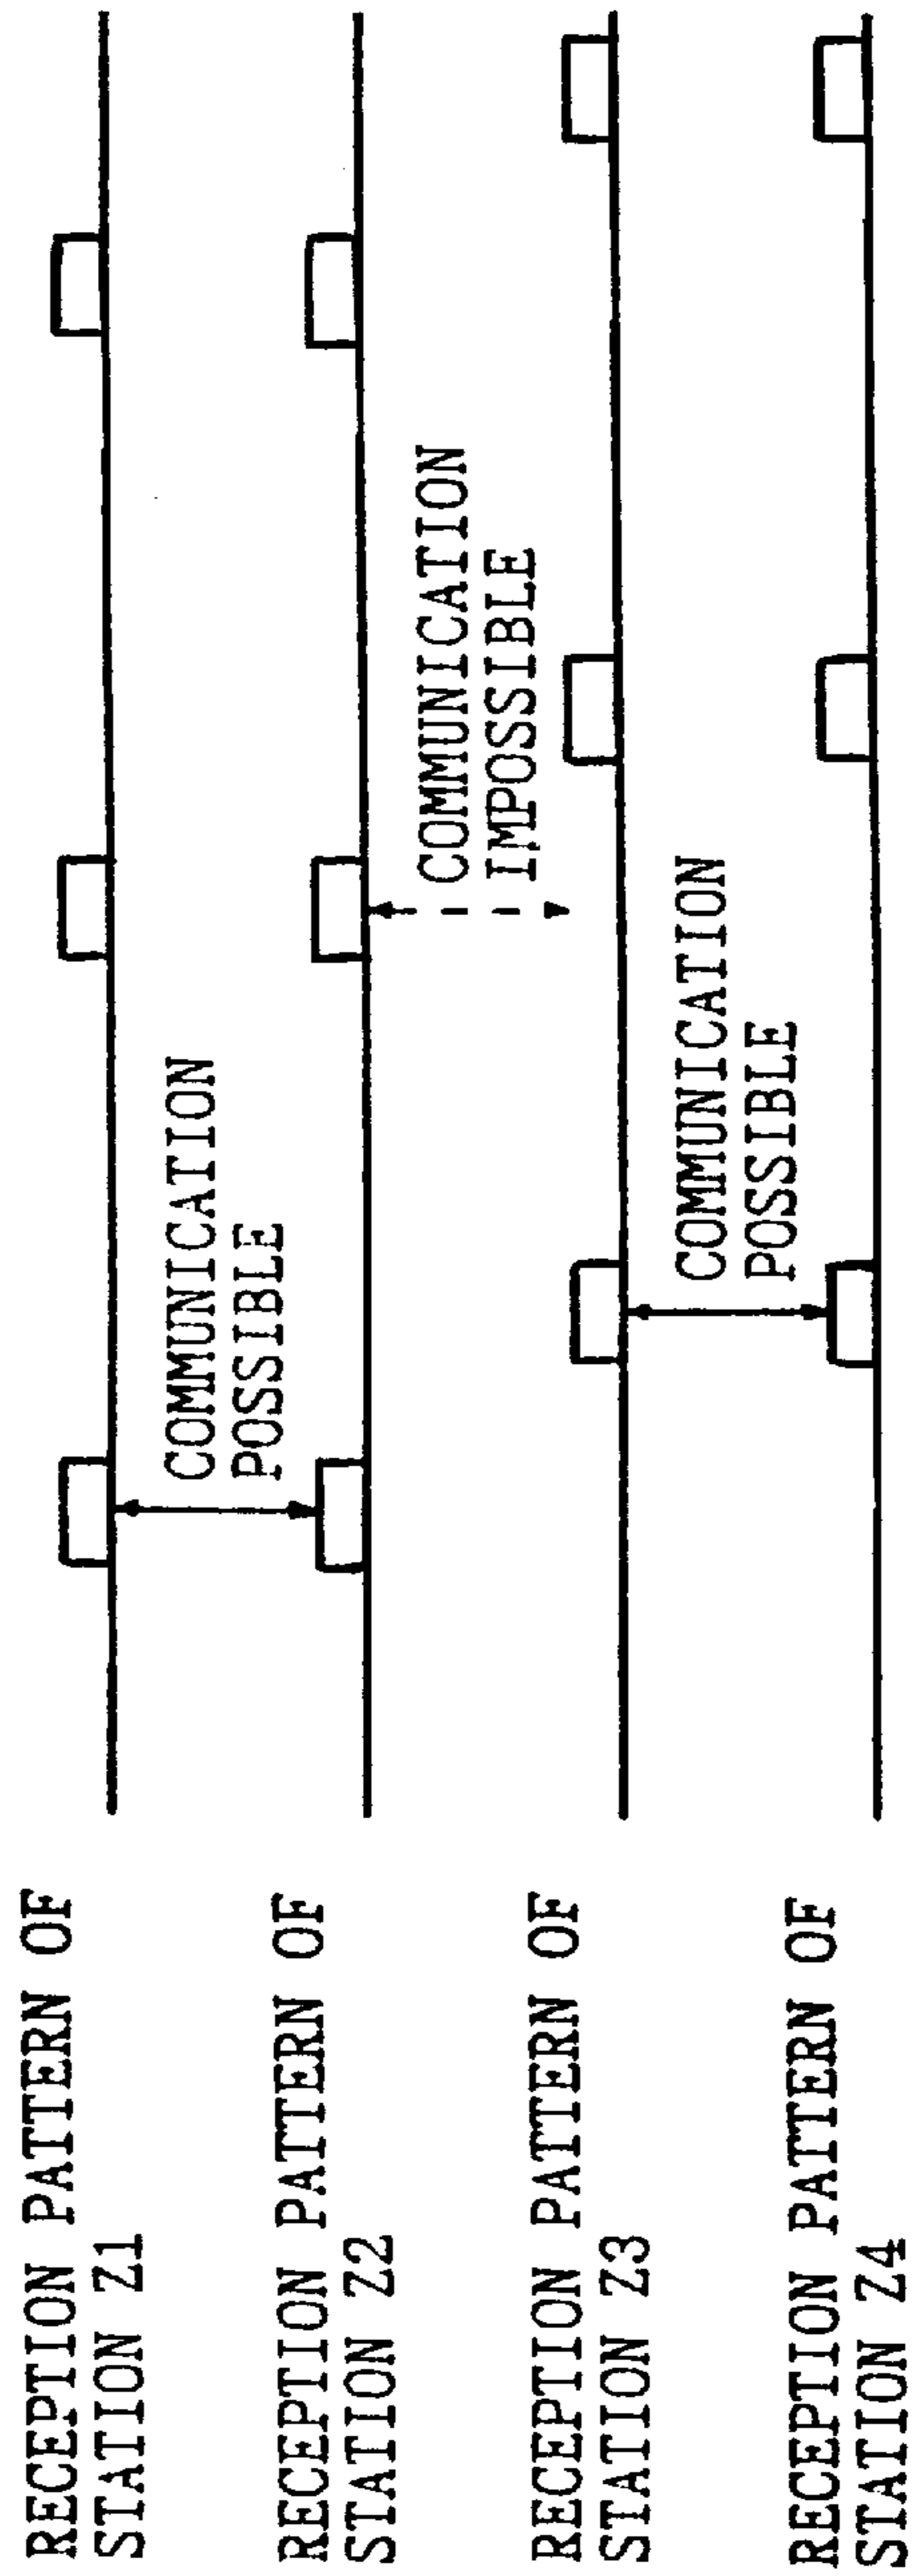 RECEPTION PATTERN OF
STATION Z1
COMMUNICATION
POSSIBLE
RECEPTION PATTERN OF
STATION Z2
COMMUNICATION
IMPOSSIBLE
RECEPTION PATTERN OF
STATION Z3
COMMUNICATION
POSSIBLE
RECEPTION PATTERN OF
STATION Z4